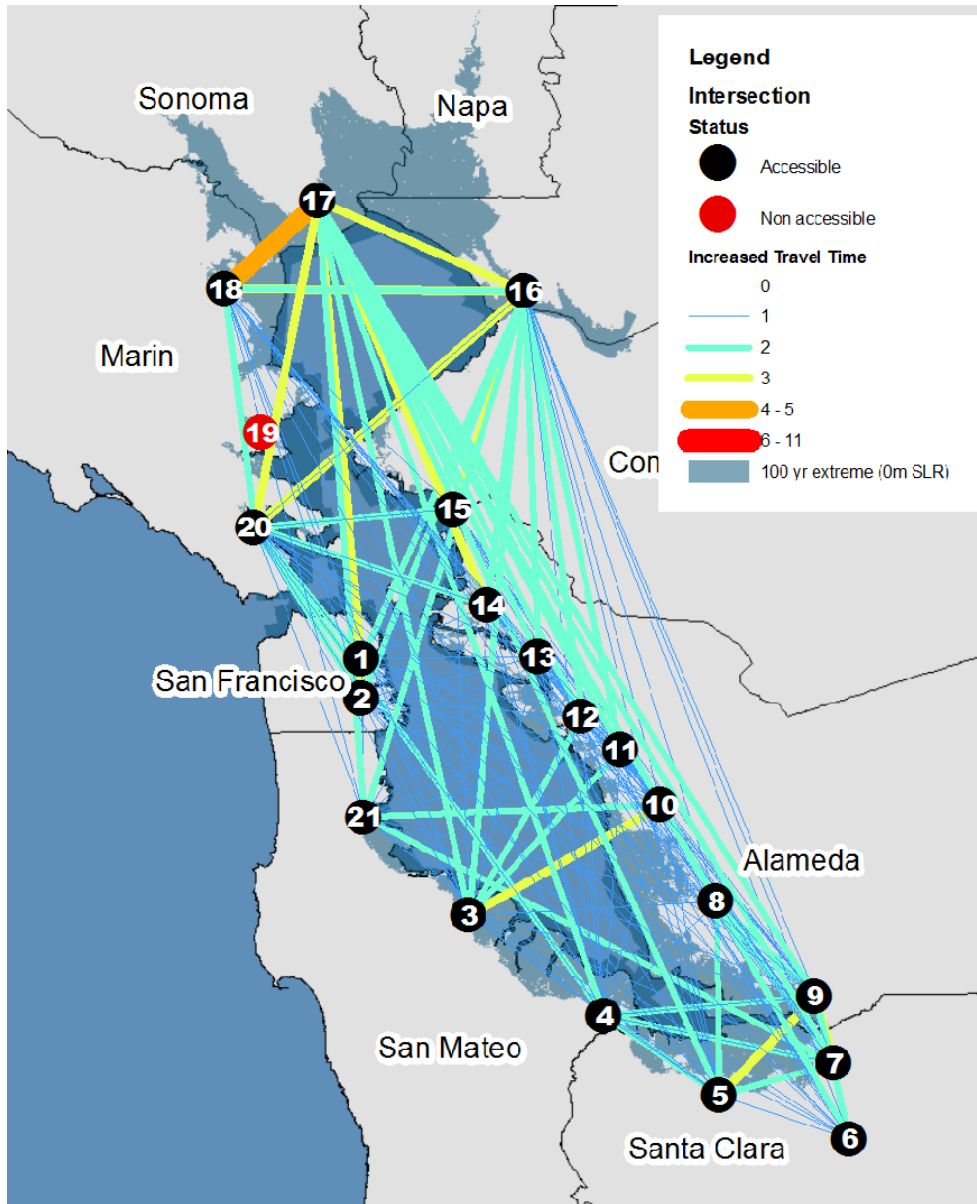 Legend
Intersection
Status
Accessible
Non accessible
Increased Travel Time
0
1
2
3
4 - 5
6 - 11
100 yr extreme (0m SLR)
Sonoma
Napa
17
18
16
Marin
19
Con
15
20
14
1
13
San Francisco
2
12
11
10
21
Alameda
8
3
9
4
San Mateo
7
5
6
Santa Clara